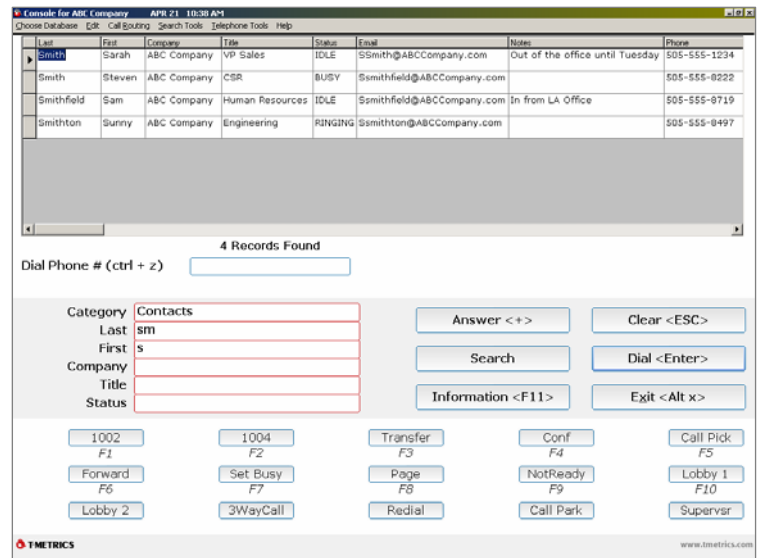 Console for ABC Company APR 21 10:38 AM
Choose Database Edit Call Routing Search Tools Telephone Tools Help
Last First Company Title Status Email Notes Phone
Smith Sarah ABC Company VP Sales IDLE SSmith@ABCCompany.com Out of the office until Tuesday 505-555-1234
Smith Steven ABC Company CSR BUSY Ssmithfield@ABCCompany.com 505-555-8222
Smithfield Sam ABC Company Human Resources IDLE Ssmithfield@ABCCompany.com In from LA Office 505-555-8719
Smithton Sunny ABC Company Engineering RINGING Ssmithton@ABCCompany.com 505-555-8497
4 Records Found
Dial Phone # (ctrl + z)
Category Contacts
Last sm
First s
Company
Title
Status
Answer <+> Clear <ESC>
Search Dial <Enter>
Information <F11> Exit <Alt x>
1002 1004 Transfer Conf Call Pick
F1 F2 F3 F4 F5
Forward Set Busy Page NotReady Lobby 1
F6 F7 F8 F9 F10
Lobby 2 3WayCall Redial Call Park Supervsr
TMETRICS www.tmetrics.com